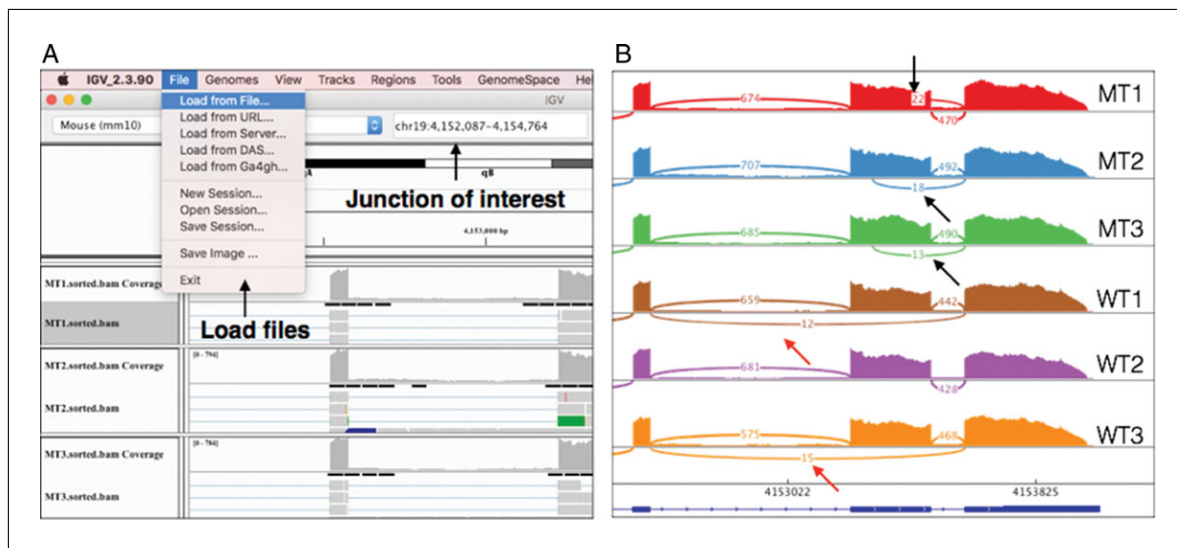 A
IGV_2.3.90 File Genomes View Tracks Regions Tools GenomeSpace He
IGV
Load from File...
Load from URL...
Load from Server...
Load from DAS...
Load from Ga4gh...
New Session...
Open Session...
Save Session...
Save Image ...
Exit
Mouse (mm10)
chr19:4,152,087-4,154,764
qA
qB
Junction of interest
4,153,000 bp
Load files
MT1.sorted.bam Coverage
MT1.sorted.bam
MT2.sorted.bam Coverage
[0 - 794]
MT2.sorted.bam
MT3.sorted.bam Coverage
[0 - 784]
MT3.sorted.bam
B
674
22
470
MT1
707
492
18
MT2
685
490
13
MT3
659
442
12
WT1
681
428
WT2
575
468
15
WT3
4153022
4153825